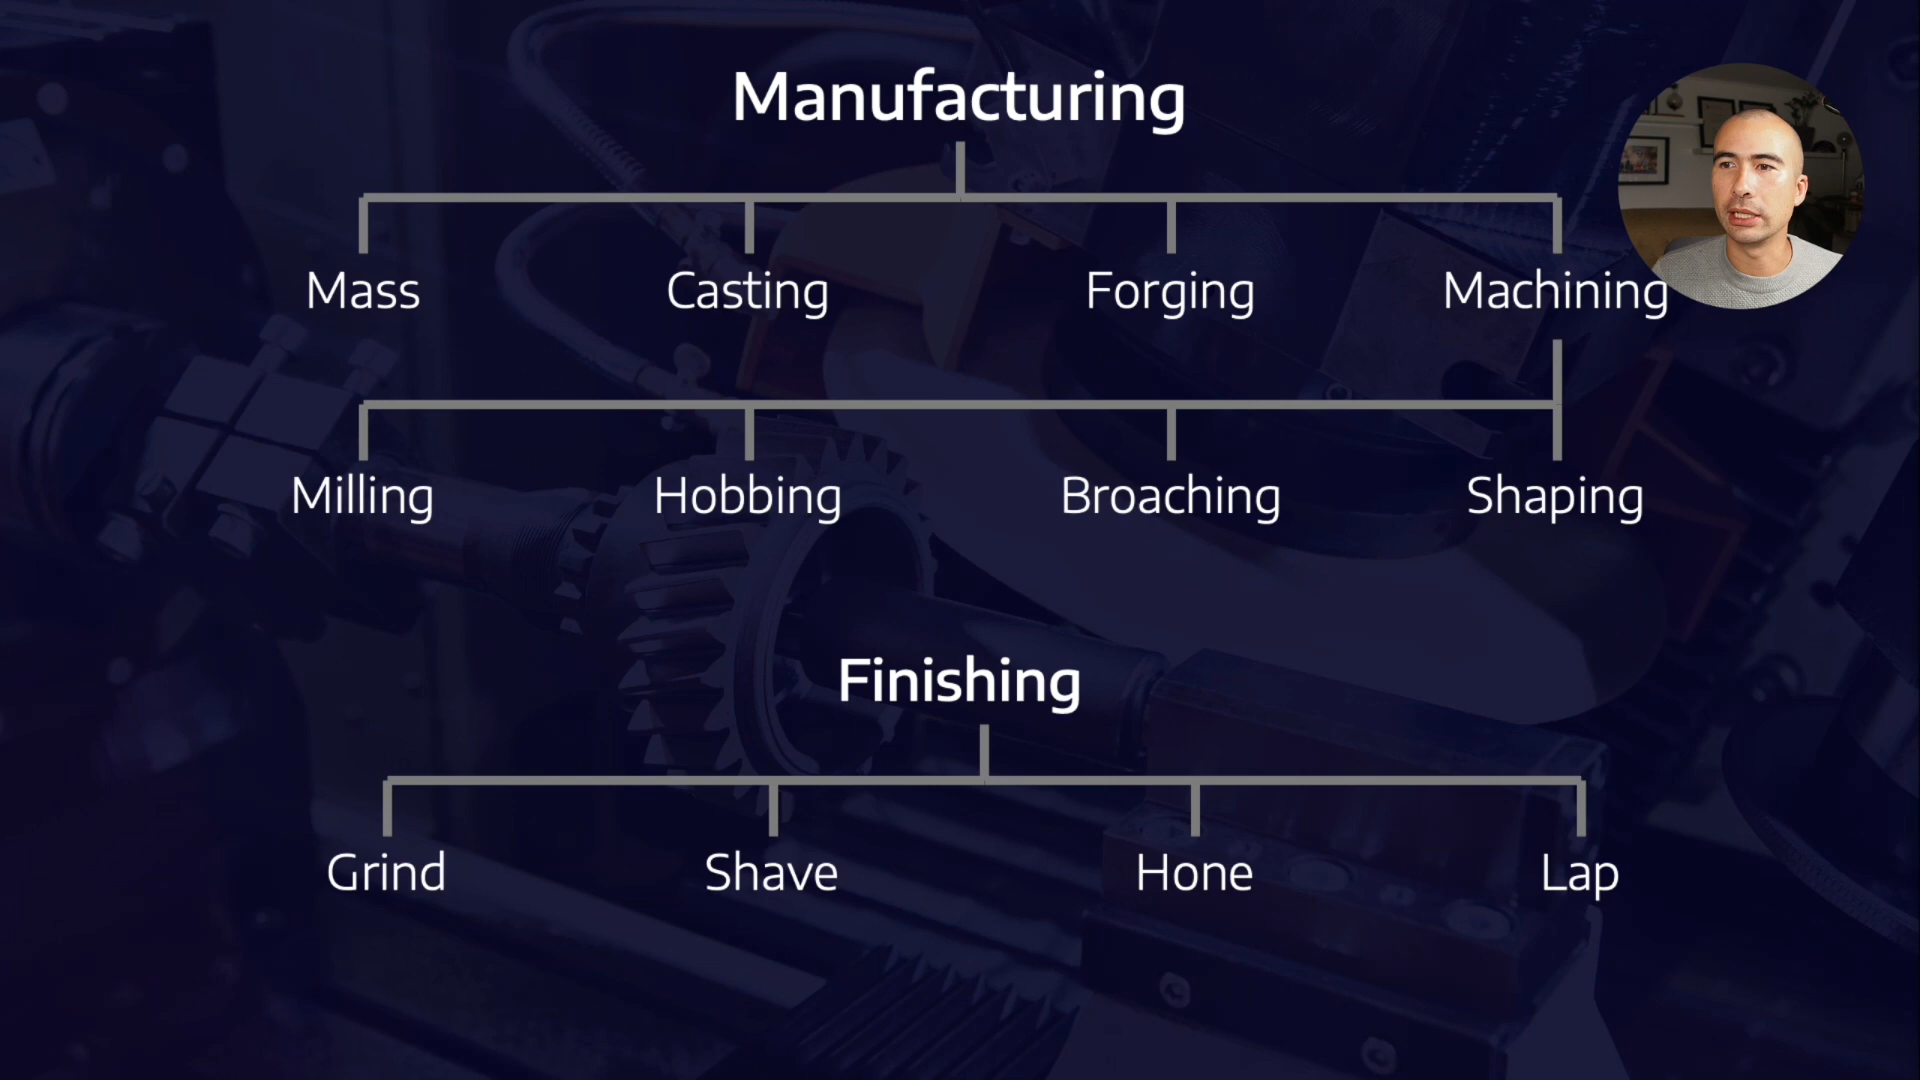 Manufacturing
Mass Casting Forging Machining
Milling Hobbing Broaching Shaping
Finishing
Grind Shave Hone Lap